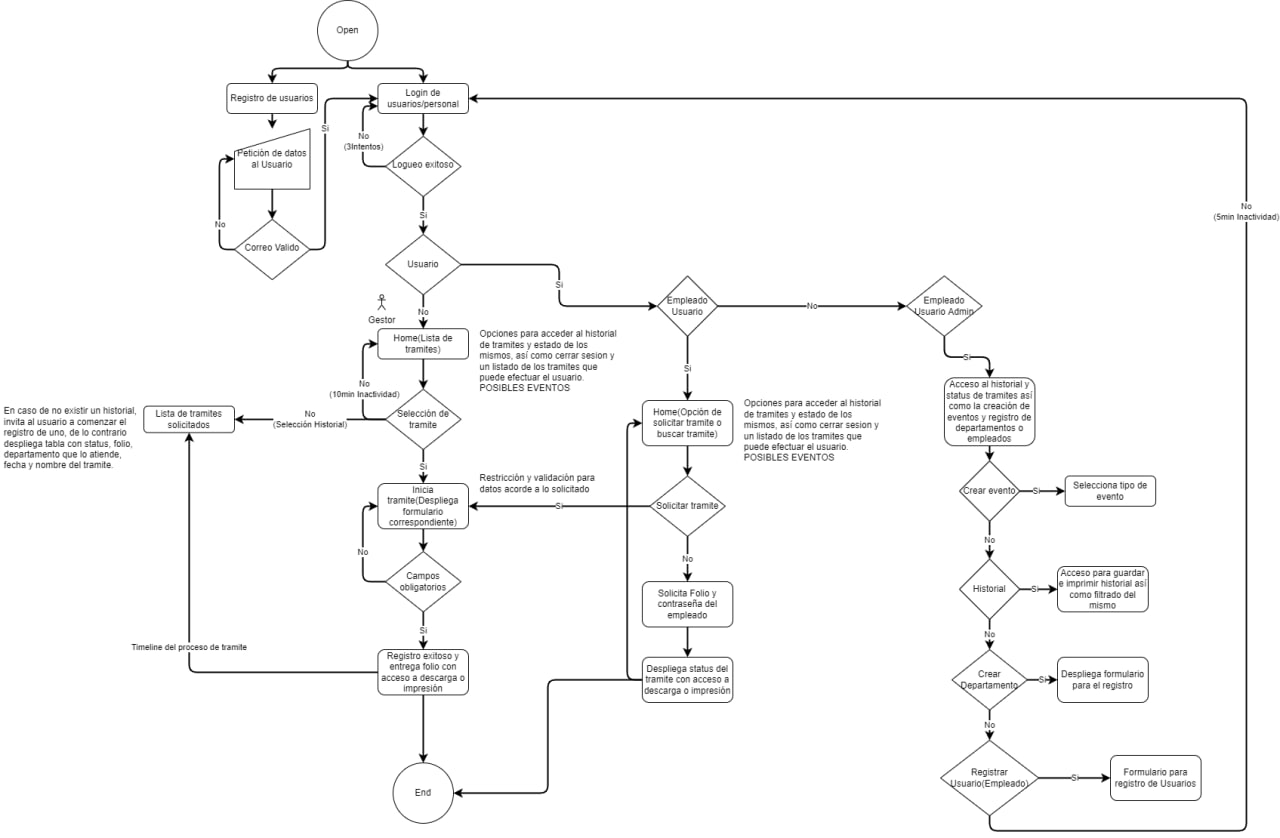 Open
Registro de usuarios
Login de
usuarios/personal
Si
No
(3Intentos)
Petición de datos
al Usuario
Logueo exitoso
No
Si
No
(5min Inactividad)
Correo Valido
Usuario
Si
Empleado
Usuario
No
Empleado
Usuario Admin
Gestor
No
Home(Lista de
tramites)
Opciones para acceder al historial
de tramites y estado de los
mismos, así como cerrar sesion y
un listado de los tramites que
puede efectuar el usuario.
POSIBLES EVENTOS
Si
Si
No
(10min Inactividad)
Acceso al historial y
status de tramites así
como la creación de
eventos y registro de
departamentos o
empleados
En caso de no existir un historial,
invita al usuario a comenzar el
registro de uno, de lo contrario
despliega tabla con status, folio,
departamento que lo atiende,
fecha y nombre del tramite.
Lista de tramites
solicitados
No
(Selección Historial)
Selección de
tramite
Home(Opción de
solicitar tramite o
buscar tramite)
Opciones para acceder al historial
de tramites y estado de los
mismos, así como cerrar sesion y
un listado de los tramites que
puede efectuar el usuario.
POSIBLES EVENTOS
Si
Restricción y validación para
datos acorde a lo solicitado
Crear evento
Si
Selecciona tipo de
evento
Inicia
tramite(Despliega
formulario
correspondiente)
Si
Solicitar tramite
No
No
No
Campos
obligatorios
Solicita Folio y
contraseña del
empleado
Historial
Si
Acceso para guardar
e imprimir historial así
como filtrado del
mismo
Si
No
Timeline del proceso de tramite
Registro exitoso y
entrega folio con
acceso a descarga o
impresión
Despliega status del
tramite con acceso a
descarga o impresión
Crear
Departamento
Si
Despliega formulario
para el registro
No
End
Registrar
Usuario(Empleado)
Si
Formulario para
registro de Usuarios